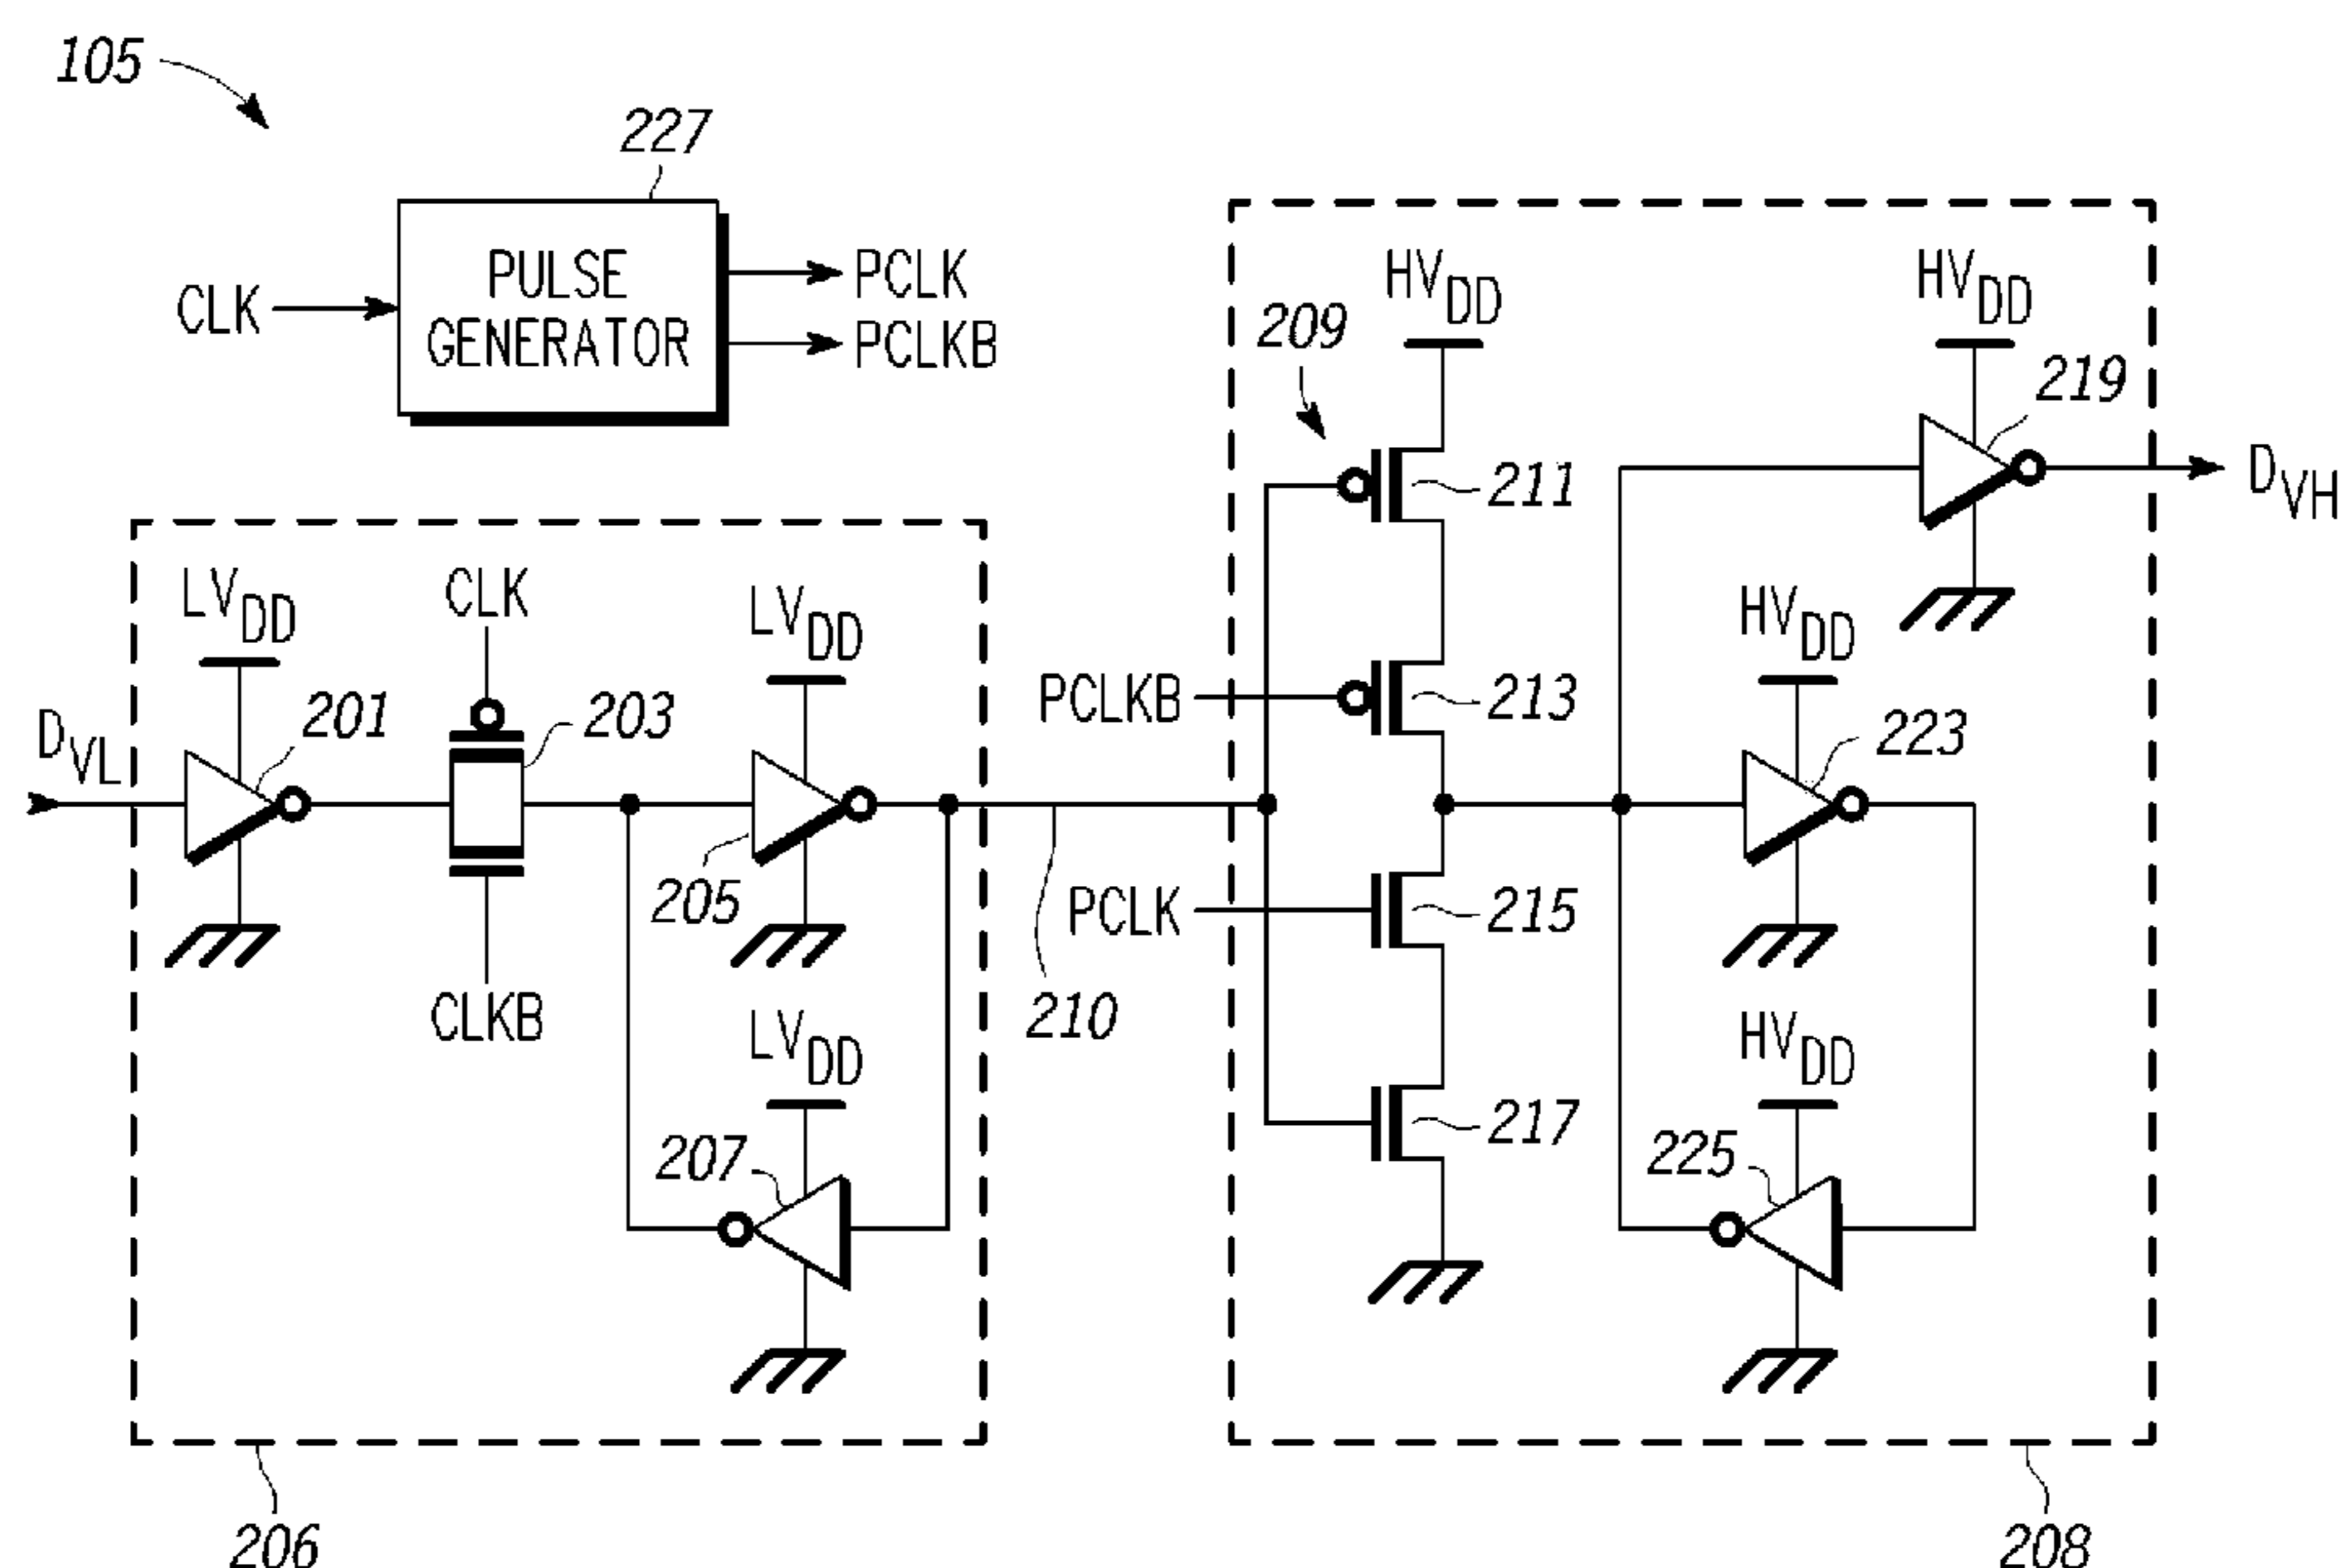 105
227
PULSE
GENERATOR
CLK
PCLK
PCLKB
HVDD
HVDD
209
219
211
DVH
LVDD
CLK
LVDD
HVDD
DVL
201
203
PCLKB
213
223
205
PCLK
215
CLKB
210
LVDD
HVDD
207
217
225
206
208